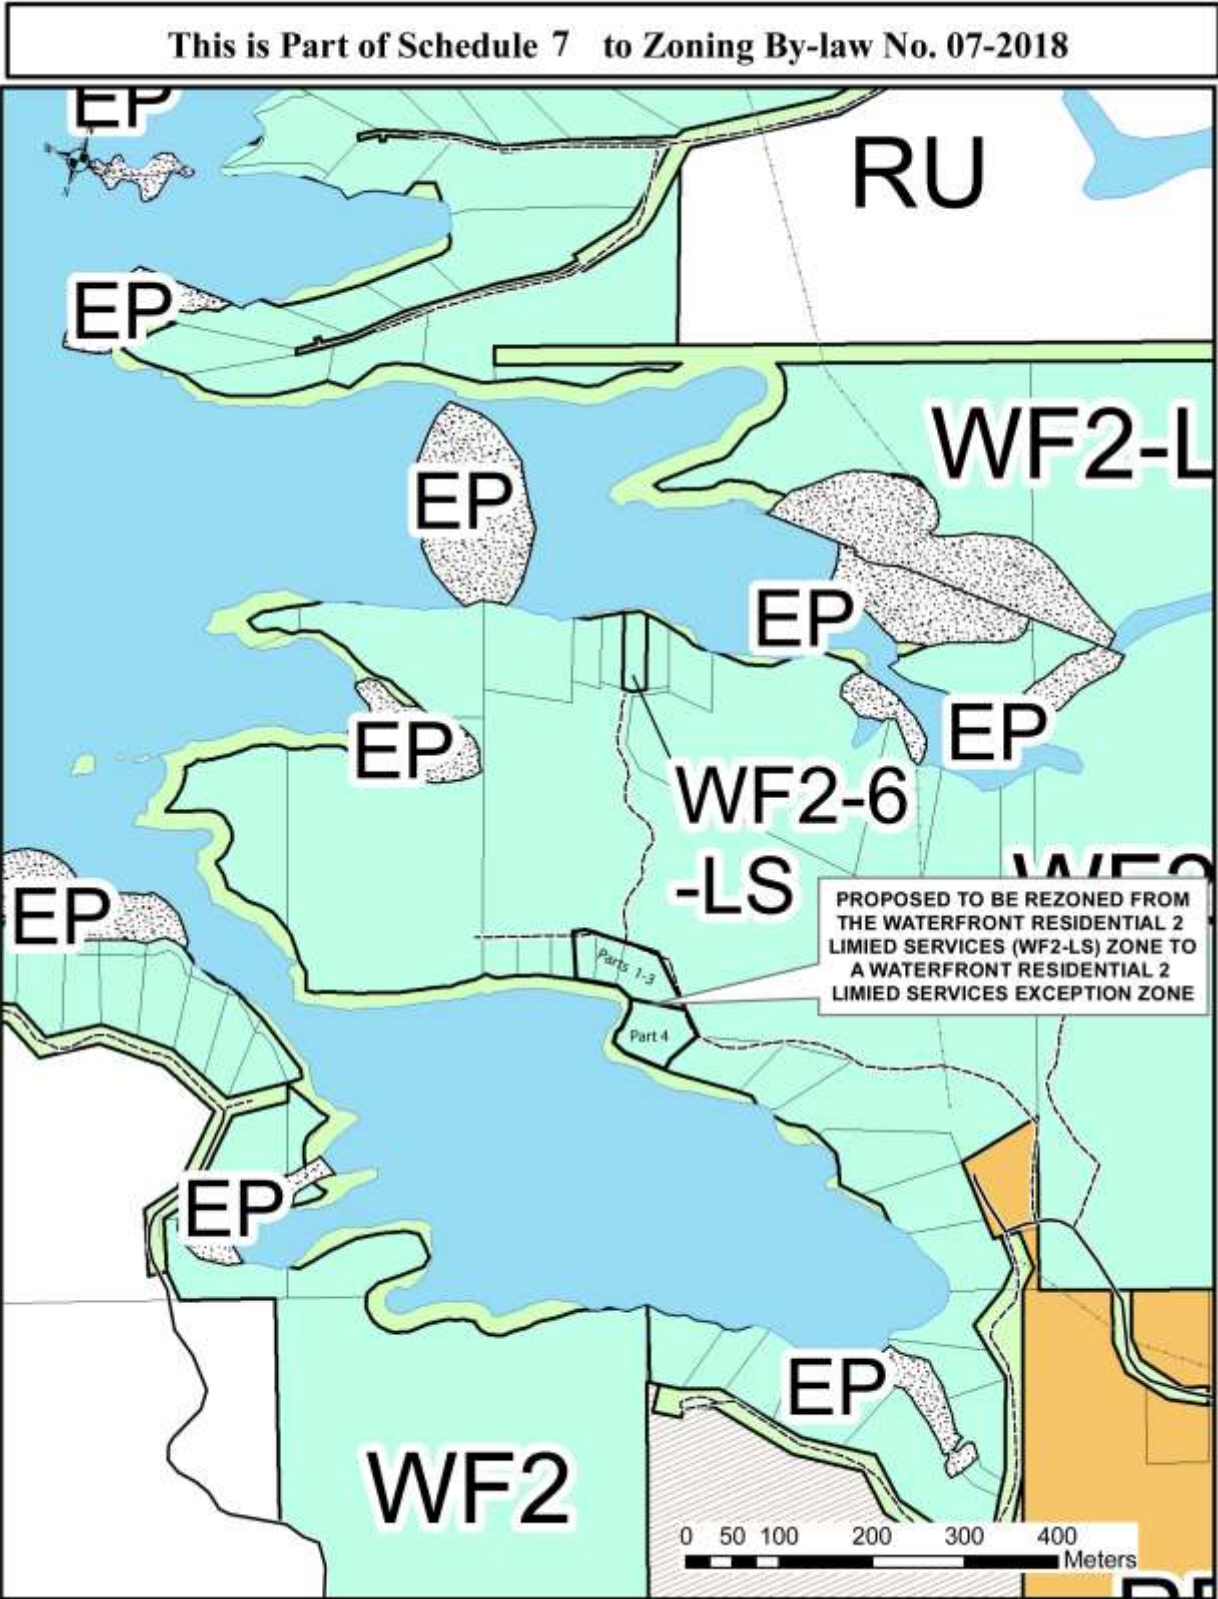 This is Part of Schedule 7 to Zoning By-law No. 07-2018
EP
N
RU
EP
WF2-L
EP
EP
EP
EP
WF2-6
-LS
EP
PROPOSED TO BE REZONED FROM
THE WATERFRONT RESIDENTIAL 2
LIMIED SERVICES (WF2-LS) ZONE TO
A WATERFRONT RESIDENTIAL 2
LIMIED SERVICES EXCEPTION ZONE
Parts 1-3
Part 4
EP
EP
WF2
0 50 100 200 300 400
Meters